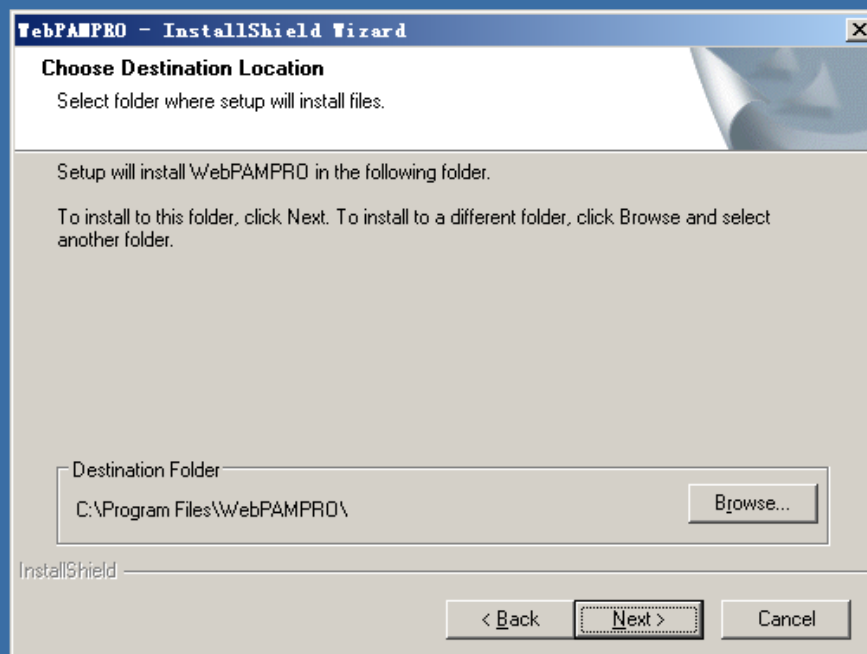 WebPAMPRO - InstallShield Wizard
Choose Destination Location
Select folder where setup will install files.
Setup will install WebPAMPRO in the following folder.
To install to this folder, click Next. To install to a different folder, click Browse and select
another folder.
Destination Folder
C:\Program Files\WebPAMPRO\
Browse...
InstallShield
< Back
Next >
Cancel